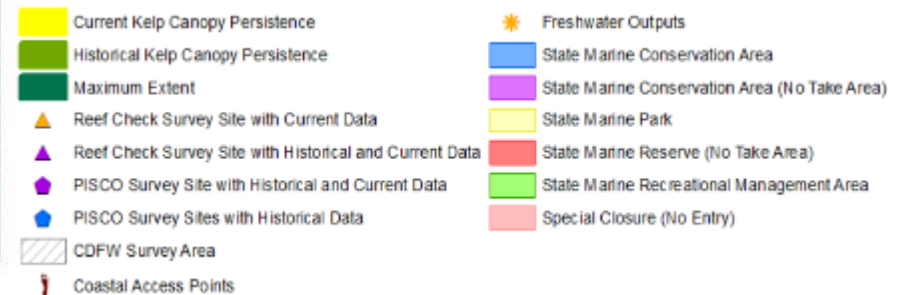 Current Kelp Canopy Persistence
Historical Kelp Canopy Persistence
Maximum Extent
Reef Check Survey Site with Current Data
Reef Check Survey Site with Historical and Current Data
PISCO Survey Site with Historical and Current Data
PISCO Survey Sites with Historical Data
CDFW Survey Area
Coastal Access Points
Freshwater Outputs
State Marine Conservation Area
State Marine Conservation Area (No Take Area)
State Marine Park
State Marine Reserve (No Take Area)
State Marine Recreational Management Area
Special Closure (No Entry)